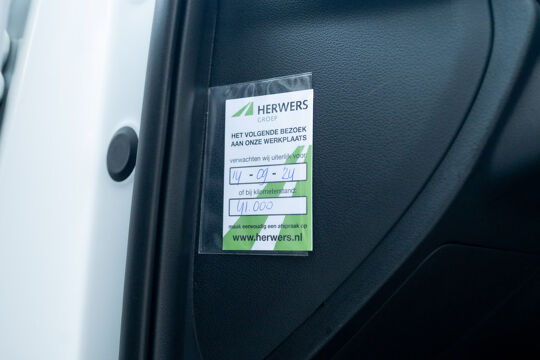 HERWERS
GROEP
HET VOLGENDE BEZOEK
AAN ONZE WERKPLAATS
verwachten wij uiterlijk voor:
14 - 09 - 24
of bij kilometerstand:
41.000
maak eenvoudig een afspraak op
www.herwers.nl